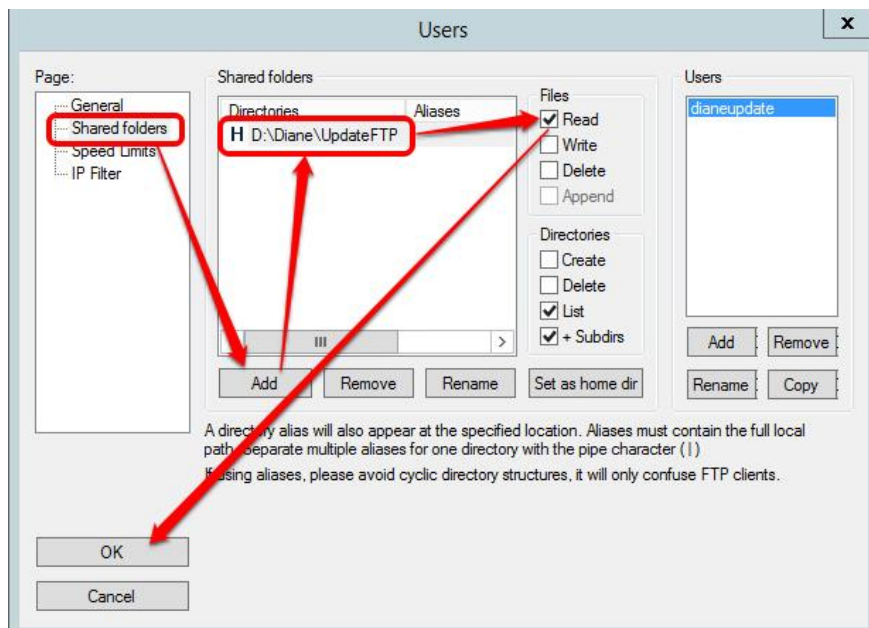 Users
x
Page:
General
Shared folders
Speed Limits
IP Filter
Shared folders
Directories Aliases
H D:\Diane\UpdateFTP
Files
Read
Write
Delete
Append
Directories
Create
Delete
List
+ Subdirs
Add Remove Rename Set as home dir
Users
dianeupdate
Add Remove
Rename Copy
A directory alias will also appear at the specified location. Aliases must contain the full local
path. Separate multiple aliases for one directory with the pipe character ( | )
If using aliases, please avoid cyclic directory structures, it will only confuse FTP clients.
OK
Cancel